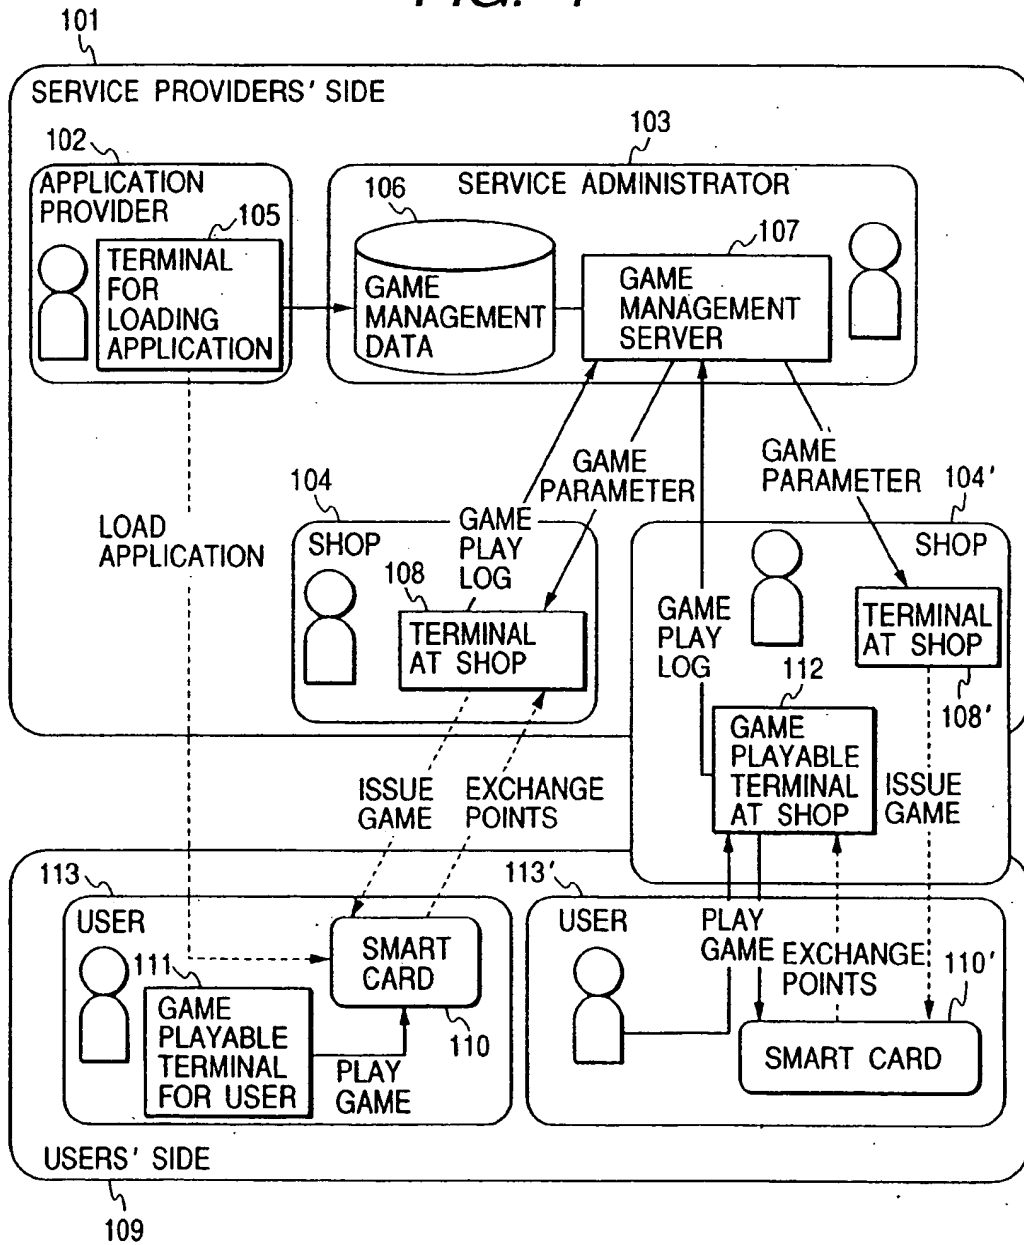 FIG. 1
101
SERVICE PROVIDERS' SIDE
102
103
APPLICATION
PROVIDER
105
TERMINAL
FOR
LOADING
APPLICATION
SERVICE ADMINISTRATOR
106
GAME
MANAGEMENT
DATA
107
GAME
MANAGEMENT
SERVER
LOAD
APPLICATION
104
SHOP
GAME
PLAY
LOG
108
TERMINAL
AT SHOP
GAME
PARAMETER
GAME
PARAMETER
104'
SHOP
GAME
PLAY
LOG
TERMINAL
AT SHOP
108'
112
GAME
PLAYABLE
TERMINAL
AT SHOP
ISSUE
GAME
EXCHANGE
POINTS
ISSUE
GAME
113
USER
111
GAME
PLAYABLE
TERMINAL
FOR USER
SMART
CARD
110
PLAY
GAME
113'
USER
PLAY
GAME
EXCHANGE
POINTS
110'
SMART CARD
USERS' SIDE
109